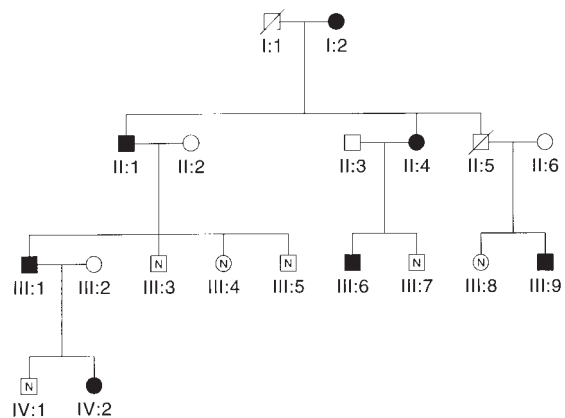 I:1 I:2
II:1 II:2 II:3 II:4 II:5 II:6
N N N N N
III:1 III:2 III:3 III:4 III:5 III:6 III:7 III:8 III:9
N
IV:1 IV:2